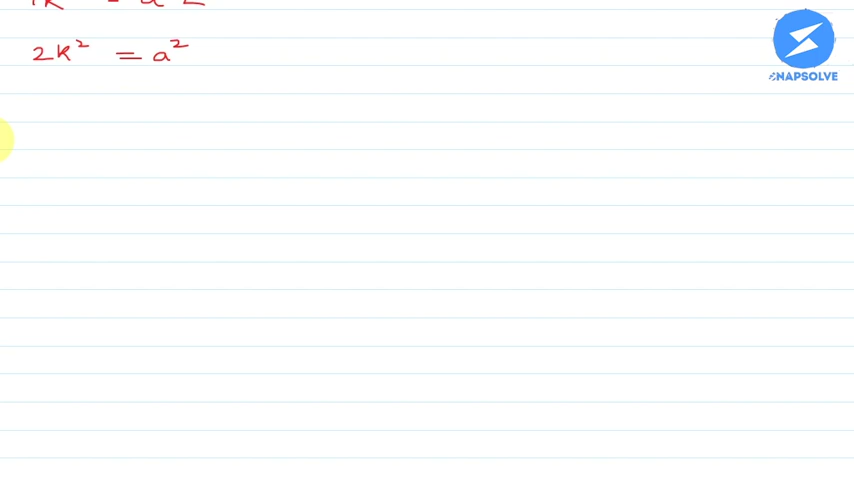 2k² = a²
SNAPSOLVE